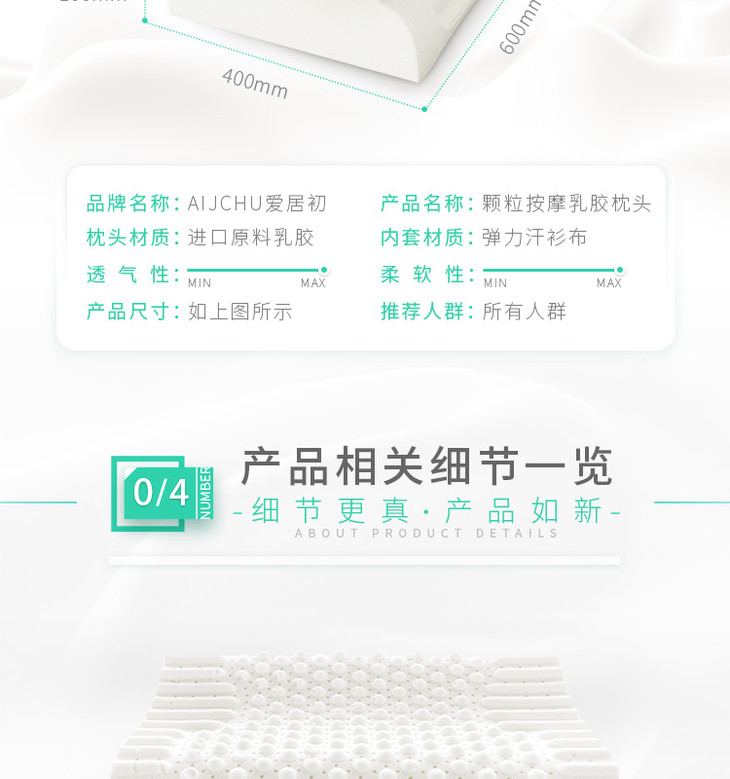 600mm
400mm
品牌名称：AIJCHU爱居初
产品名称：颗粒按摩乳胶枕头
枕头材质：进口原料乳胶
内套材质：弹力汗衫布
透气性：
MIN MAX
柔软性：
MIN MAX
产品尺寸：如上图所示
推荐人群：所有人群
0/4
NUMBER
产品相关细节一览
-细节更真·产品如新-
ABOUT PRODUCT DETAILS